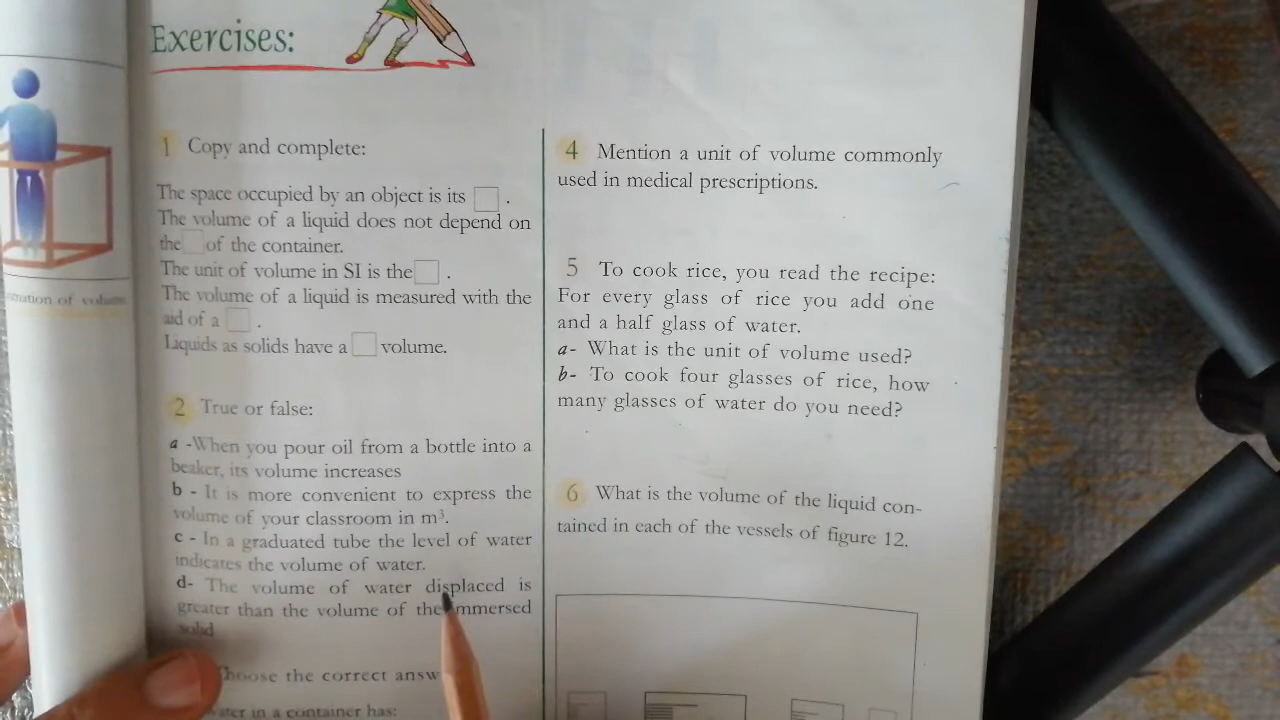 Exercises:
1 Copy and complete:
The space occupied by an object is its □ .
The volume of a liquid does not depend on
the □ of the container.
The unit of volume in SI is the □ .
The volume of a liquid is measured with the
aid of a □ .
Liquids as solids have a □ volume.
2 True or false:
a -When you pour oil from a bottle into a
beaker, its volume increases
b - It is more convenient to express the
volume of your classroom in m³.
c - In a graduated tube the level of water
indicates the volume of water.
d- The volume of water displaced is
greater than the volume of the mmersed
solid
hoose the correct answ
ater in a container has:
4 Mention a unit of volume commonly
used in medical prescriptions.
5 To cook rice, you read the recipe:
For every glass of rice you add one
and a half glass of water.
a- What is the unit of volume used?
b- To cook four glasses of rice, how
many glasses of water do you need?
6 What is the volume of the liquid con-
tained in each of the vessels of figure 12.
of volume